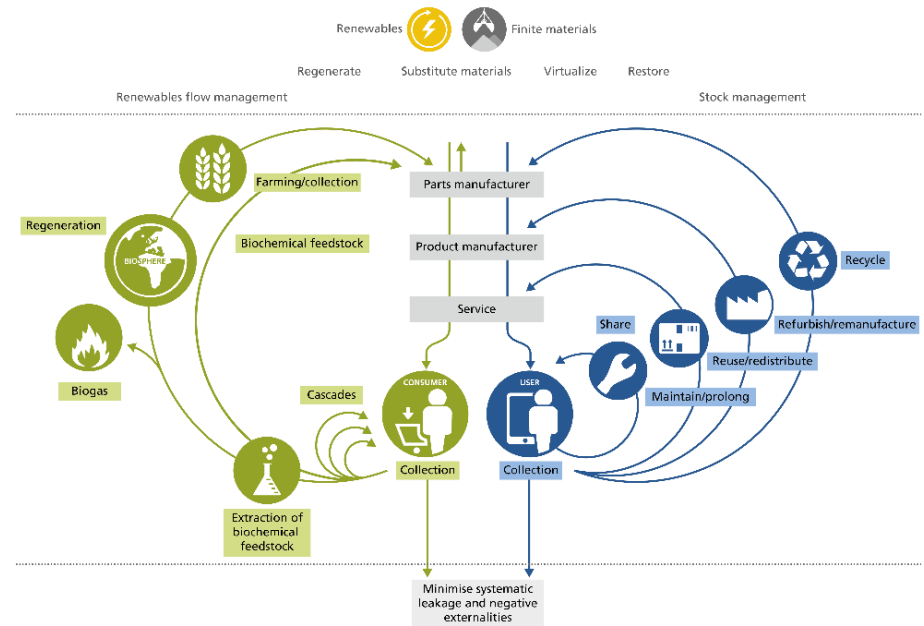 Renewables
Finite materials
Regenerate
Substitute materials
Virtualize
Restore
Renewables flow management
Stock management
Farming/collection
Parts manufacturer
Regeneration
Biochemical feedstock
Product manufacturer
BIOSPHERE
Recycle
Service
Share
Refurbish/remanufacture
Reuse/redistribute
Biogas
Cascades
CONSUMER
USER
Maintain/prolong
Collection
Collection
Extraction of
biochemical
feedstock
Minimise systematic
leakage and negative
externalities